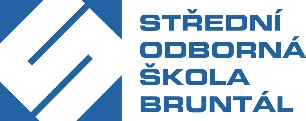 STŘEDNÍ
ODBORNÁ
ŠKOLA
BRUNTÁL